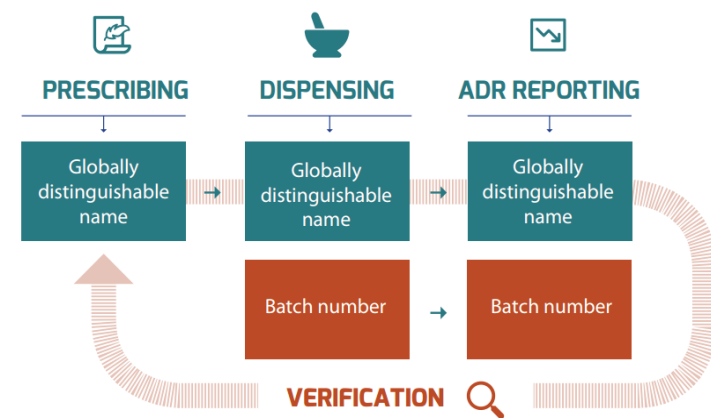 PRESCRIBING
DISPENSING
ADR REPORTING
Globally
distinguishable
name
Globally
distinguishable
name
Globally
distinguishable
name
Batch number
Batch number
VERIFICATION